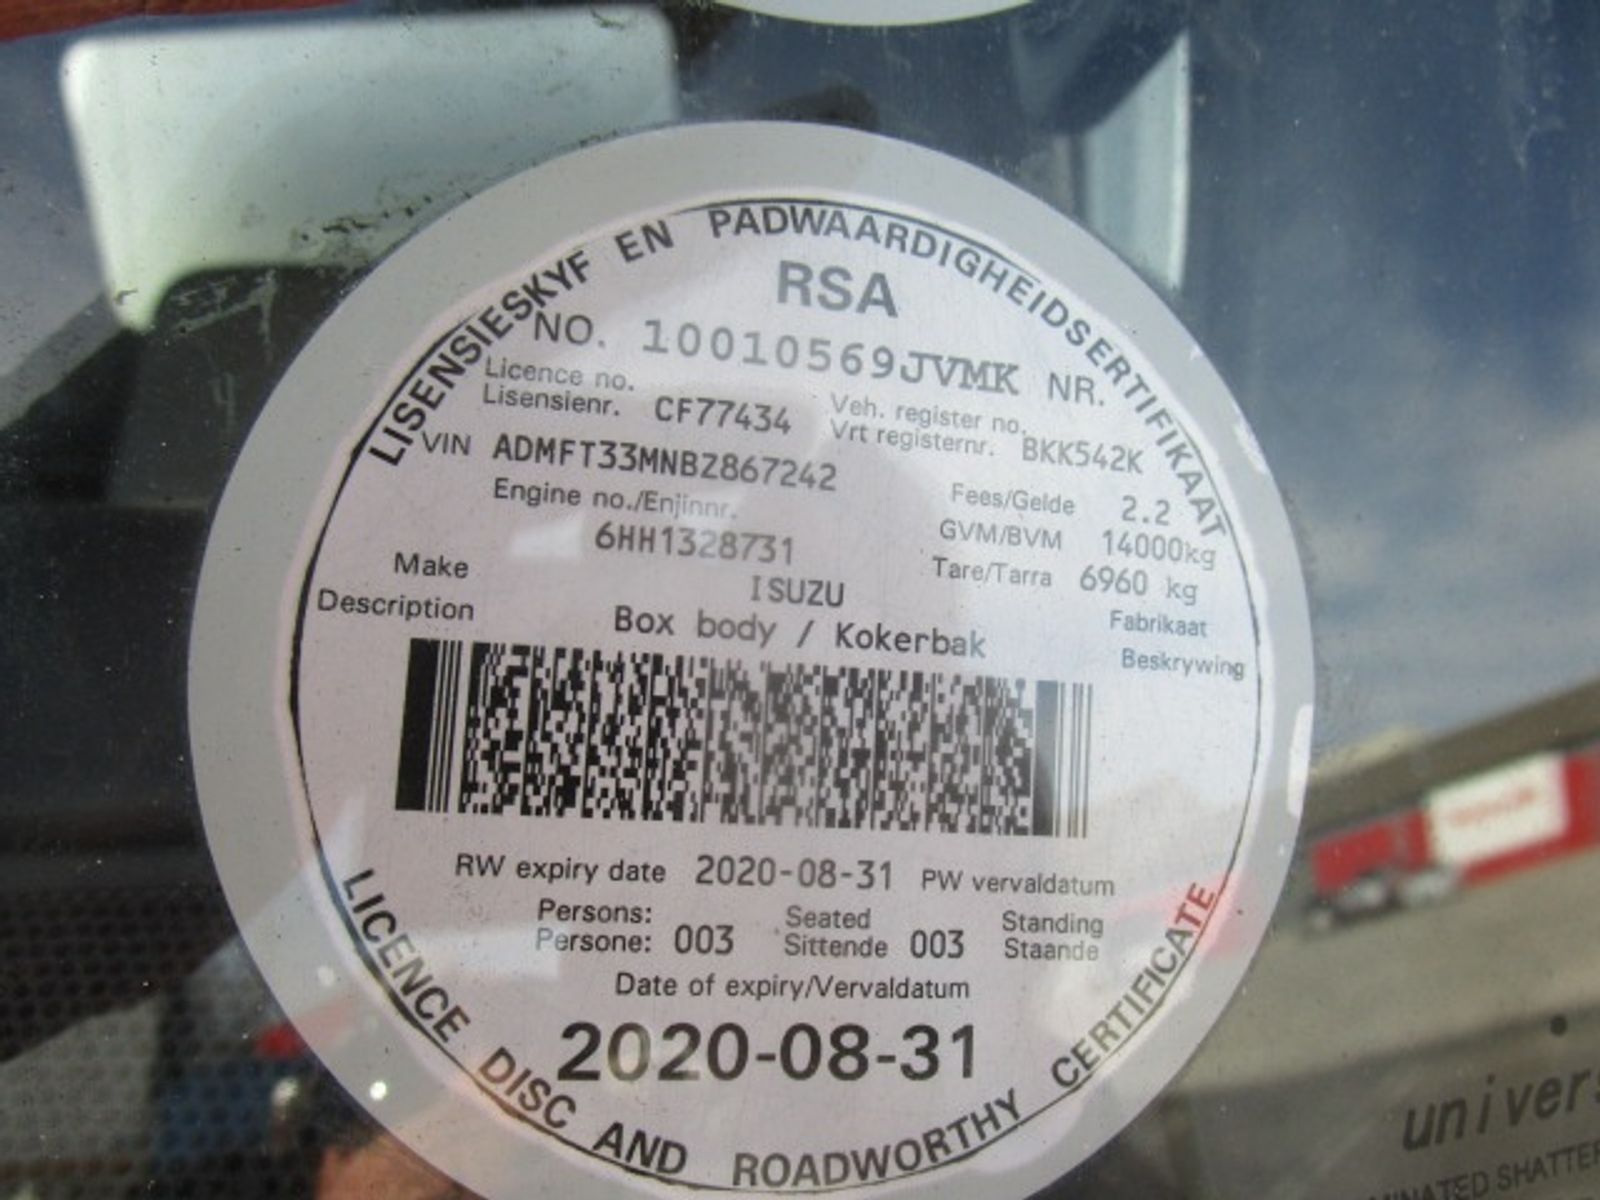 LISENSIESKYF EN PADWAARDIGHEIDSERTIFIKAAT
RSA
NO. 10010569JVMK NR.
Licence no. Veh. register no.
Lisensienr. CF77434 Vrt registernr. BKK542K
VIN ADMFT33MNBZ867242
Engine no./Enjinnr. Fees/Gelde 2.2
6HH1328731 GVM/BVM 14000kg
Make ISUZU Tare/Tarra 6960 kg
Fabrikaat
Description Box body / Kokerbak Beskrywing
RW expiry date 2020-08-31 PW vervaldatum
Persons: Seated Standing
Persone: 003 Sittende 003 Staande
Date of expiry/Vervaldatum
2020-08-31
LICENCE DISC AND ROADWORTHY CERTIFICATE
univers
MINATED SHATTER